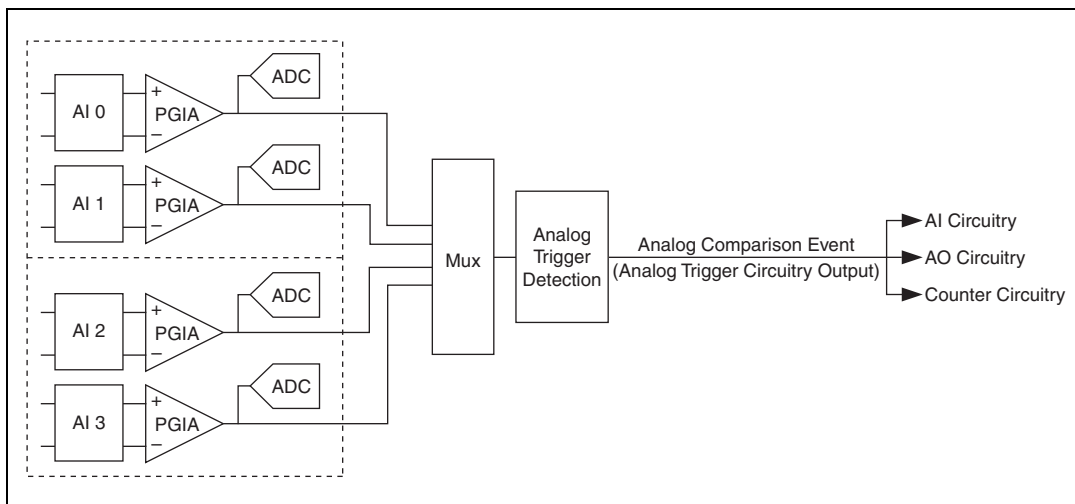 AI 0
+
PGIA
–
ADC
AI 1
+
PGIA
–
ADC
AI 2
+
PGIA
–
ADC
AI 3
+
PGIA
–
ADC
Mux
Analog
Trigger
Detection
Analog Comparison Event
(Analog Trigger Circuitry Output)
AI Circuitry
AO Circuitry
Counter Circuitry